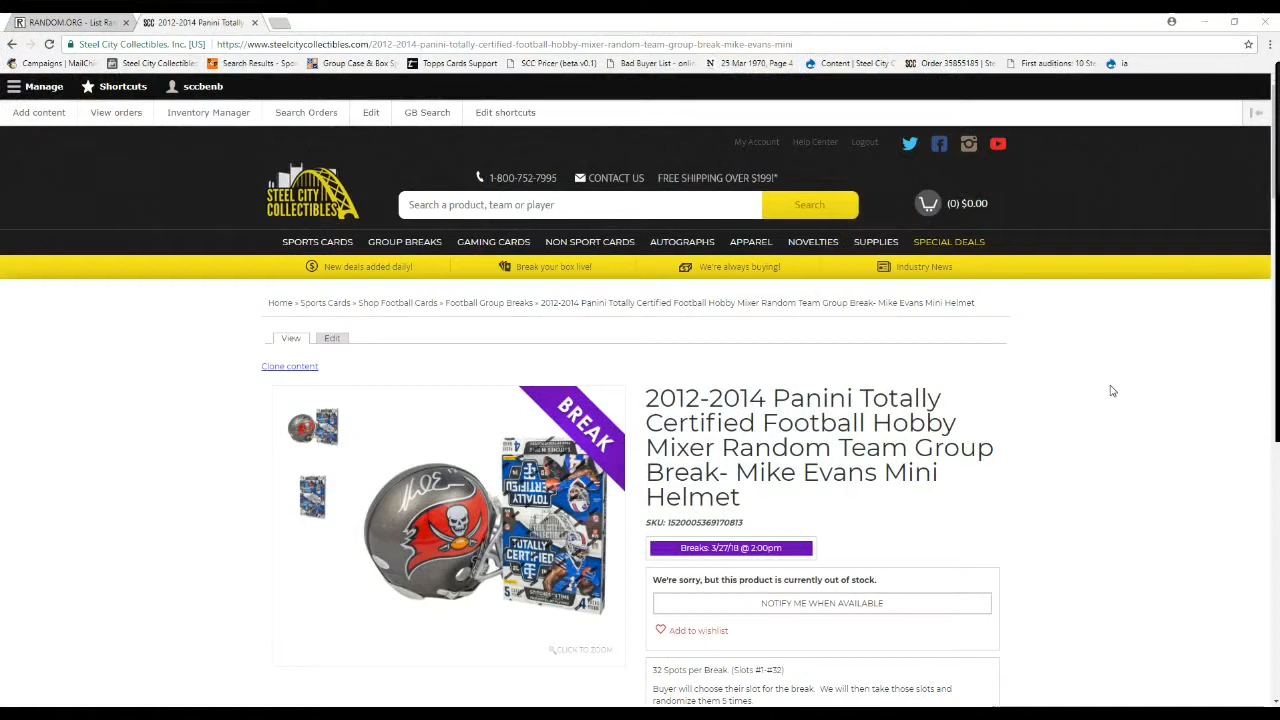 RANDOM.ORG - List Ra
SCC 2012-2014 Panini Totally
Steel City Collectibles, Inc. [US]
https://www.steelcitycollectibles.com/2012-2014-panini-totally-certified-football-hobby-mixer-random-team-group-break-mike-evans-mini
Campaigns | MailChi
Steel City Collectible
Search Results - Spo
Group Case & Box S
Topps Cards Support
SCC Pricer (beta v0.1)
Bad Buyer List - onlin
25 Mar 1970, Page 4
Content | Steel City C
Order 35855185 | Ste
First auditions: 10 Ste
ia
Manage
Shortcuts
sccbenb
Add content
View orders
Inventory Manager
Search Orders
Edit
GB Search
Edit shortcuts
My Account
Help Center
Logout
STEEL CITY
COLLECTIBLES
1-800-752-7995
CONTACT US
FREE SHIPPING OVER $199!*
Search a product, team or player
Search
(0) $0.00
SPORTS CARDS
GROUP BREAKS
GAMING CARDS
NON SPORT CARDS
AUTOGRAPHS
APPAREL
NOVELTIES
SUPPLIES
SPECIAL DEALS
New deals added daily!
Break your box live!
We're always buying!
Industry News
Home » Sports Cards » Shop Football Cards » Football Group Breaks » 2012-2014 Panini Totally Certified Football Hobby Mixer Random Team Group Break- Mike Evans Mini Helmet
View
Edit
Clone content
BREAK
TOTALLY
CERTIFIED
2012-2014 Panini Totally
Certified Football Hobby
Mixer Random Team Group
Break- Mike Evans Mini
Helmet
SKU: 1520005369170813
Breaks: 3/27/18 @ 2:00pm
We're sorry, but this product is currently out of stock.
NOTIFY ME WHEN AVAILABLE
Add to wishlist
CLICK TO ZOOM
32 Spots per Break. (Slots #1-#32)
Buyer will choose their slot for the break. We will then take those slots and
randomize them 5 times.